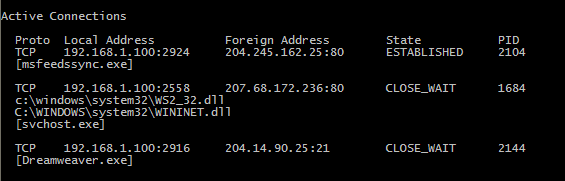 Active Connections
Proto  Local Address          Foreign Address        State           PID
TCP    192.168.1.100:2924     204.245.162.25:80      ESTABLISHED     2104
[msfeedssync.exe]
TCP    192.168.1.100:2558     207.68.172.236:80      CLOSE_WAIT      1684
c:\windows\system32\WS2_32.dll
C:\WINDOWS\system32\WININET.dll
[svchost.exe]
TCP    192.168.1.100:2916     204.14.90.25:21        CLOSE_WAIT      2144
[Dreamweaver.exe]